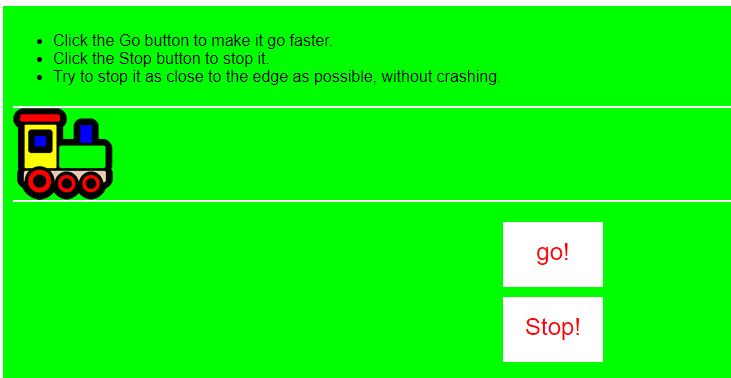 Click the Go button to make it go faster.
Click the Stop button to stop it.
Try to stop it as close to the edge as possible, without crashing.
go!
Stop!